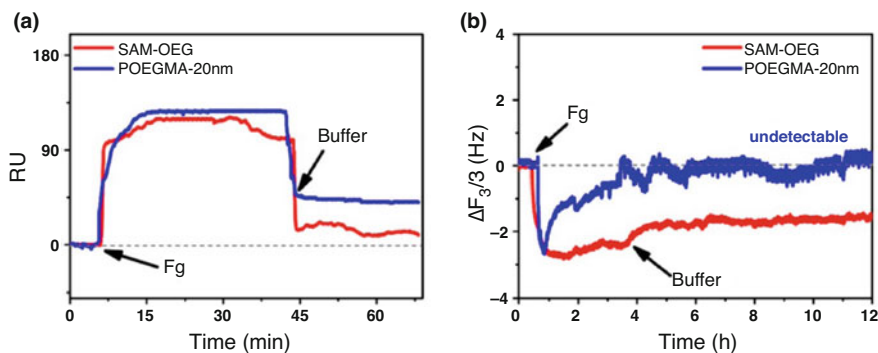 (a)
180
90
0
RU
SAM-OEG
POEGMA-20nm
Buffer
Fg
0 15 30 45 60
Time (min)
(b)
4
2
0
−2
−4
ΔF₃/3 (Hz)
SAM-OEG
POEGMA-20nm
Fg
undetectable
Buffer
0 2 4 6 8 10 12
Time (h)